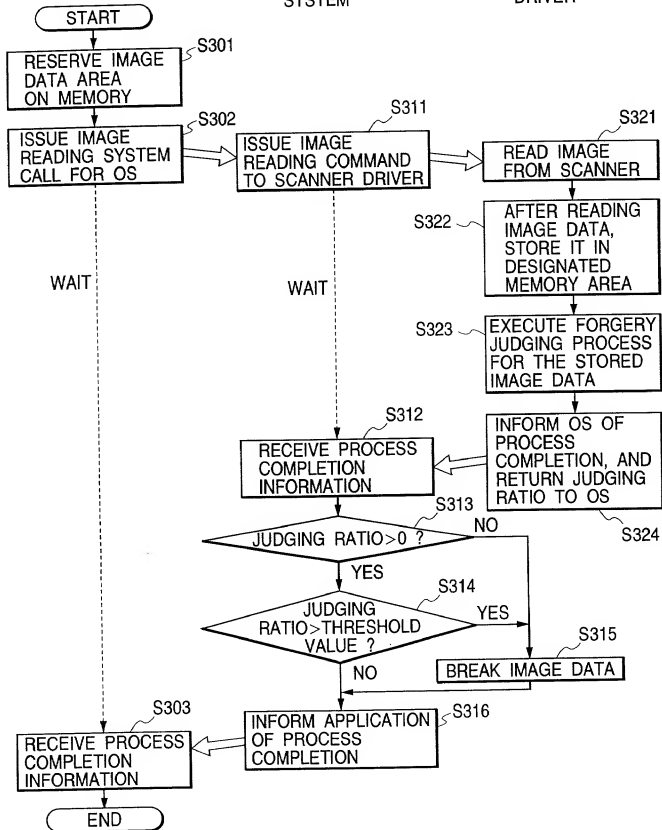 SYSTEM
DRIVER
START
S301
RESERVE IMAGE
DATA AREA
ON MEMORY
S302
ISSUE IMAGE
READING SYSTEM
CALL FOR OS
S311
ISSUE IMAGE
READING COMMAND
TO SCANNER DRIVER
S321
READ IMAGE
FROM SCANNER
S322
AFTER READING
IMAGE DATA,
STORE IT IN
DESIGNATED
MEMORY AREA
WAIT
WAIT
S323
EXECUTE FORGERY
JUDGING PROCESS
FOR THE STORED
IMAGE DATA
S312
RECEIVE PROCESS
COMPLETION
INFORMATION
INFORM OS OF
PROCESS
COMPLETION, AND
RETURN JUDGING
RATIO TO OS
S324
S313
JUDGING RATIO>0 ?
NO
YES
S314
JUDGING
RATIO>THRESHOLD
VALUE ?
YES
NO
S315
BREAK IMAGE DATA
S316
INFORM APPLICATION
OF PROCESS
COMPLETION
S303
RECEIVE PROCESS
COMPLETION
INFORMATION
END